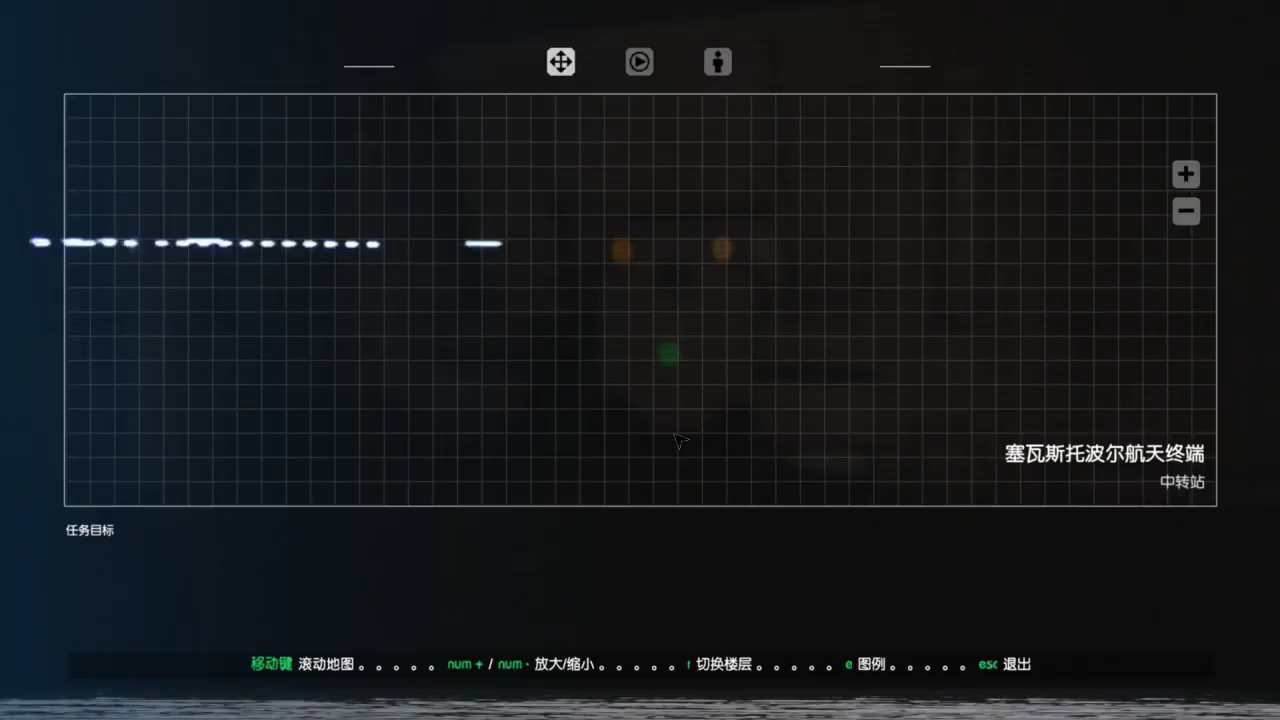 塞瓦斯托波尔航天终端
中转站
任务目标
移动键 滚动地图。。。。。num + / num - 放大/缩小。。。。。r 切换楼层。。。。。e 图例。。。。。esc 退出